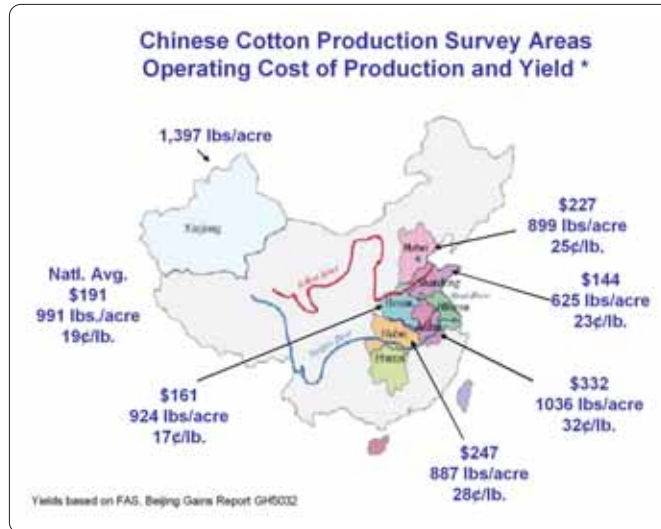 Chinese Cotton Production Survey Areas
Operating Cost of Production and Yield *
1,397 lbs/acre
Xinjiang
$227
899 lbs/acre
25¢/lb.
Hebei
Yellow River
Shandong
Natl. Avg.
$191
991 lbs./acre
19¢/lb.
$144
625 lbs/acre
23¢/lb.
Henan
Hubei
Hunan
$161
924 lbs/acre
17¢/lb.
$332
1036 lbs/acre
32¢/lb.
$247
887 lbs/acre
28¢/lb.
Yields based on FAS, Beijing Gains Report GH5032